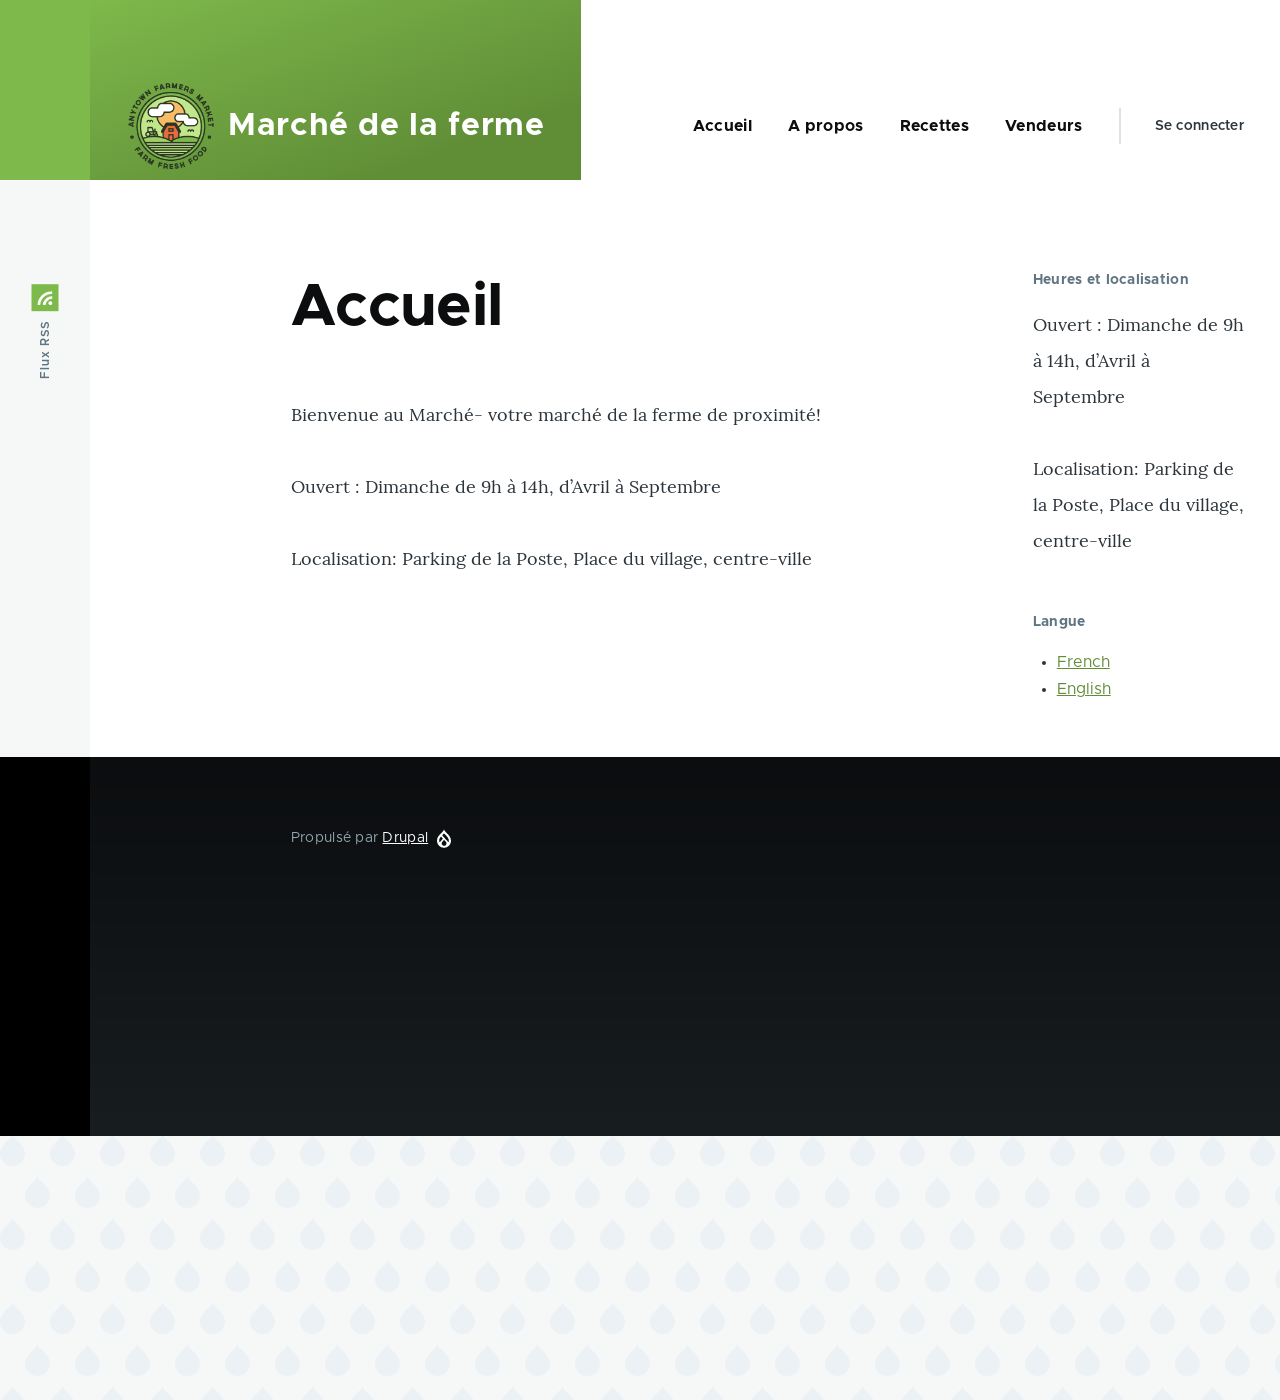 ANYTOWN FARMERS MARKET
FARM FRESH FOOD
Marché de la ferme
Accueil
A propos
Recettes
Vendeurs
Se connecter
Flux RSS
Accueil
Bienvenue au Marché- votre marché de la ferme de proximité!
Ouvert : Dimanche de 9h à 14h, d’Avril à Septembre
Localisation: Parking de la Poste, Place du village, centre-ville
Heures et localisation
Ouvert : Dimanche de 9h
à 14h, d’Avril à
Septembre
Localisation: Parking de
la Poste, Place du village,
centre-ville
Langue
French
English
Propulsé par Drupal